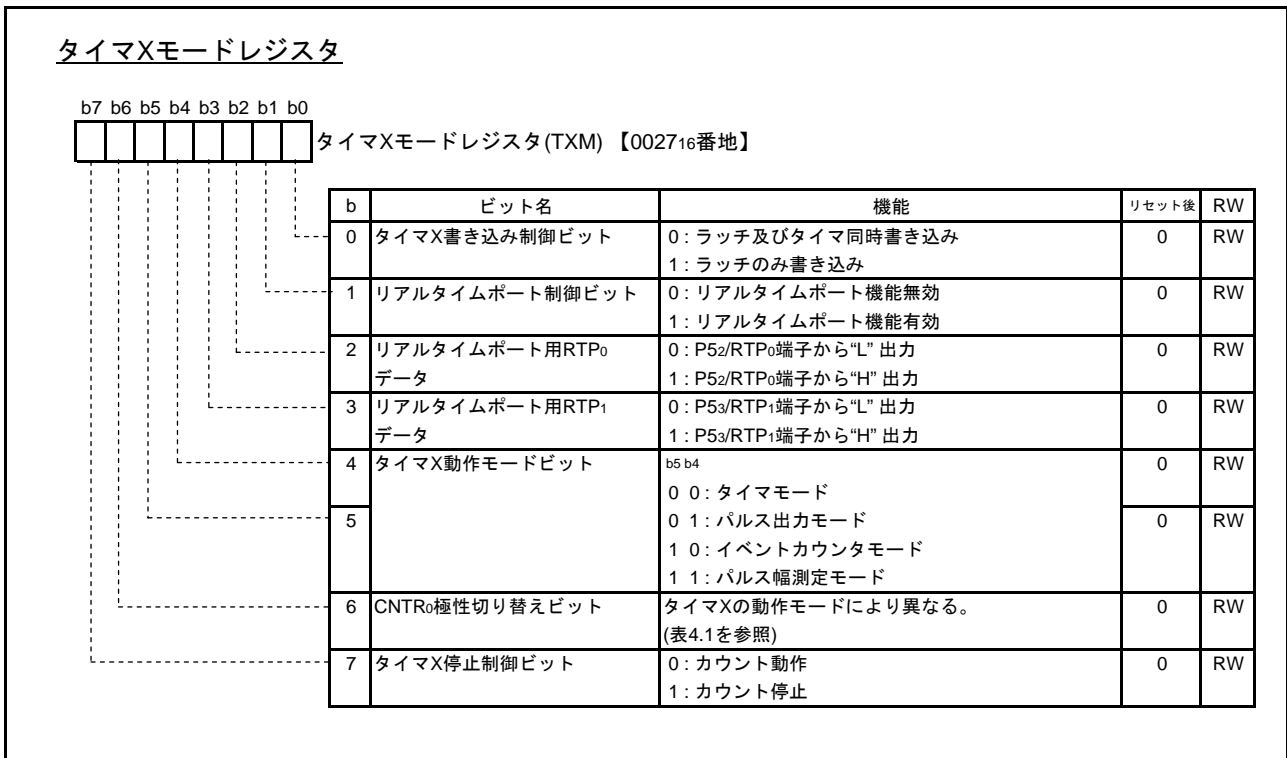 タイマXモードレジスタ
b7 b6 b5 b4 b3 b2 b1 b0
タイマXモードレジスタ(TXM) 【002716番地】
b ビット名 機能 リセット後 RW
0 タイマX書き込み制御ビット 0 : ラッチ及びタイマ同時書き込み 0 RW
1 : ラッチのみ書き込み
1 リアルタイムポート制御ビット 0 : リアルタイムポート機能無効 0 RW
1 : リアルタイムポート機能有効
2 リアルタイムポート用RTP0 0 : P52/RTP0端子から“L” 出力 0 RW
データ 1 : P52/RTP0端子から“H” 出力
3 リアルタイムポート用RTP1 0 : P53/RTP1端子から“L” 出力 0 RW
データ 1 : P53/RTP1端子から“H” 出力
4 タイマX動作モードビット b5 b4 0 RW
0 0 : タイマモード
5 0 1 : パルス出力モード 0 RW
1 0 : イベントカウンタモード
1 1 : パルス幅測定モード
6 CNTR0極性切り替えビット タイマXの動作モードにより異なる。 0 RW
(表4.1を参照)
7 タイマX停止制御ビット 0 : カウント動作 0 RW
1 : カウント停止